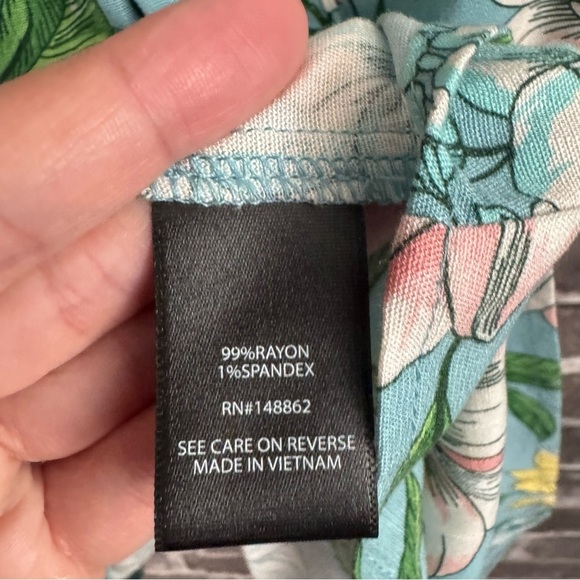 99%RAYON
1%SPANDEX
RN#148862
SEE CARE ON REVERSE
MADE IN VIETNAM